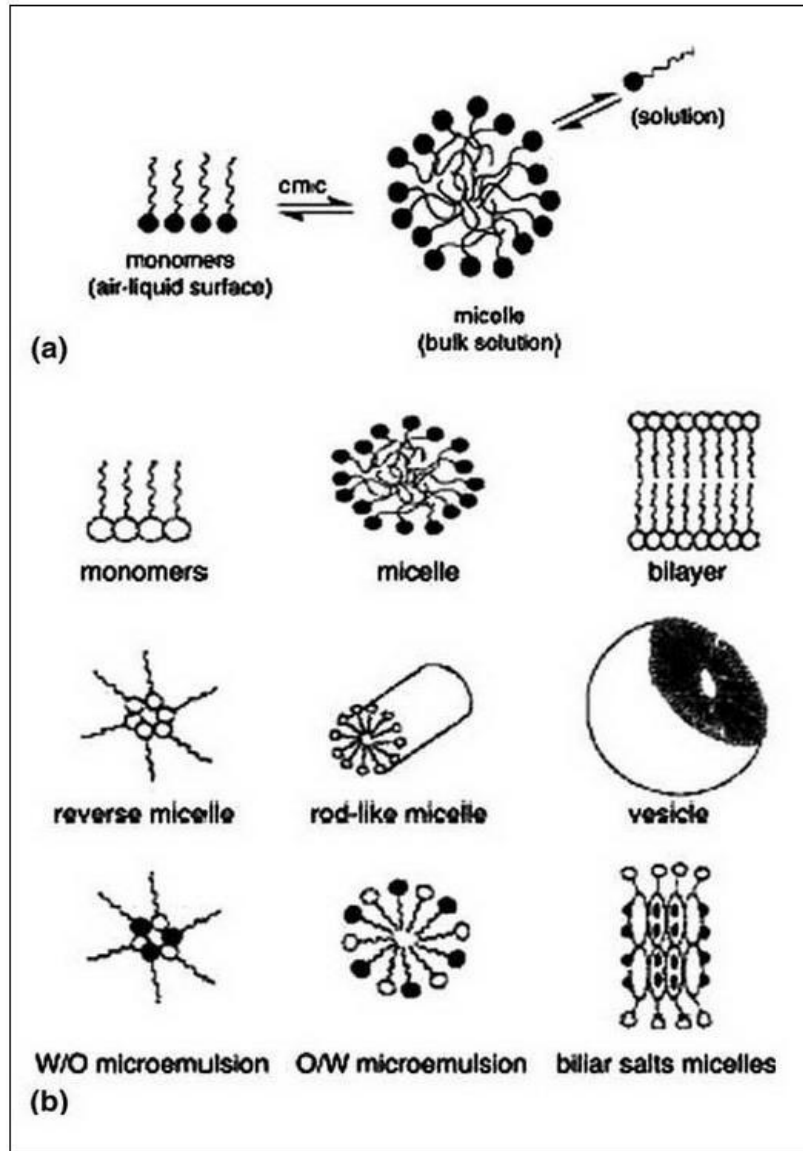 (solution)
cmc
monomers
(air-liquid surface)
micelle
(bulk solution)
(a)
monomers
micelle
bilayer
reverse micelle
rod-like micelle
vesicle
W/O microemulsion
O/W microemulsion
biliar salts micelles
(b)